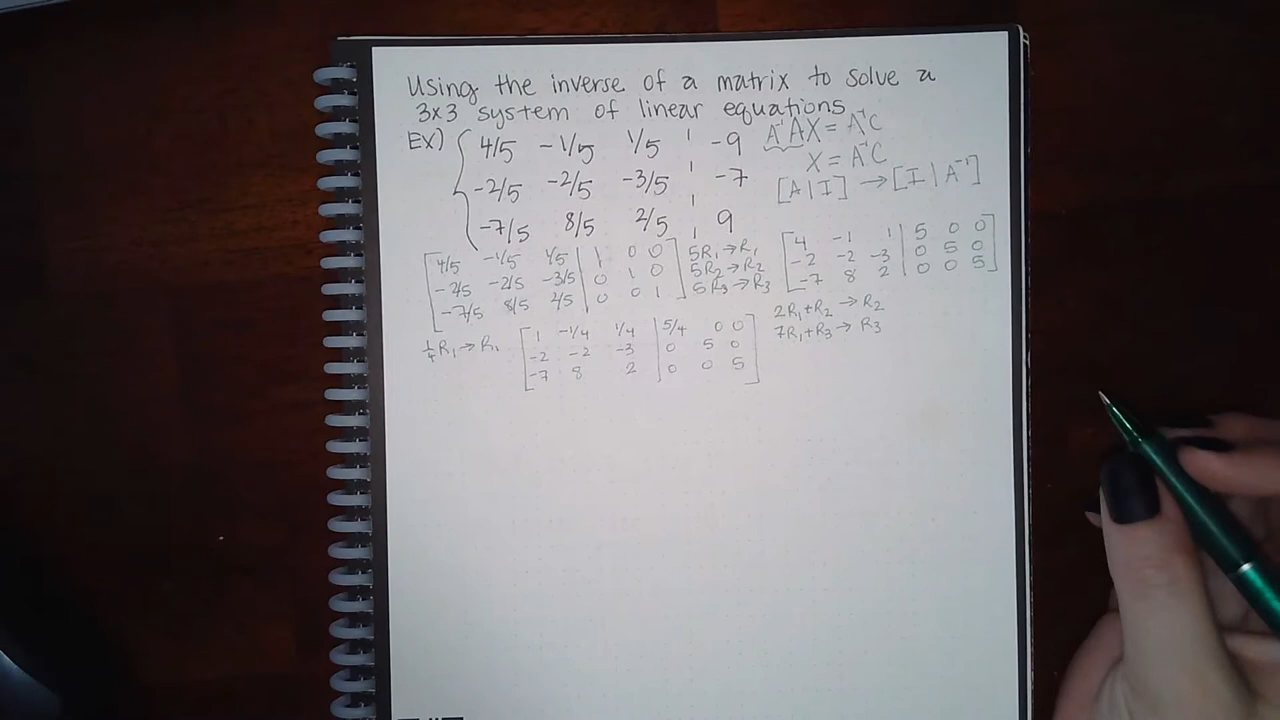 Using the inverse of a matrix to solve a
3x3 system of linear equations
EX) { 4/5 -1/5 1/5 | -9
-2/5 -2/5 -3/5 | -7
-7/5 8/5 2/5 | 9
A⁻¹AX = A⁻¹C
X = A⁻¹C
[A|I] → [I|A⁻¹]
[ 4/5 -1/5 1/5 | 1 0 0 ] 5R₁→R₁
[ -2/5 -2/5 -3/5 | 0 1 0 ] 5R₂→R₂
[ -7/5 8/5 2/5 | 0 0 1 ] 5R₃→R₃
[ 4 -1 1 | 5 0 0 ]
[ -2 -2 -3 | 0 5 0 ]
[ -7 8 2 | 0 0 5 ]
1/4R₁→R₁ [ 1 -1/4 1/4 | 5/4 0 0 ]
[ -2 -2 -3 | 0 5 0 ]
[ -7 8 2 | 0 0 5 ]
2R₁+R₂ → R₂
7R₁+R₃ → R₃